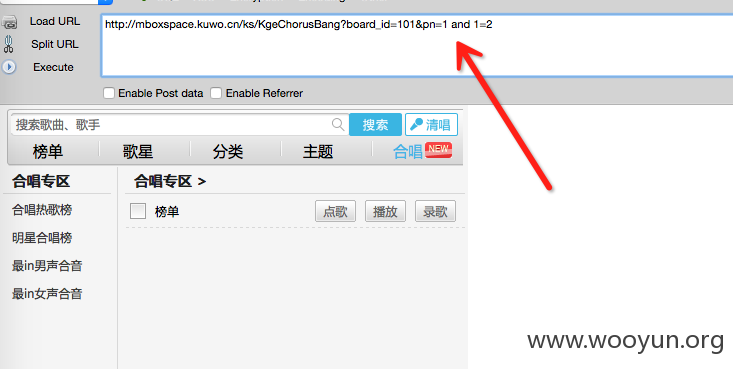 Load URL
http://mboxspace.kuwo.cn/ks/KgeChorusBang?board_id=101&pn=1 and 1=2
Split URL
Execute
Enable Post data
Enable Referrer
搜索歌曲、歌手
搜索
清唱
榜单
歌星
分类
主题
合唱
NEW
合唱专区
合唱热歌榜
明星合唱榜
最in男声合音
最in女声合音
合唱专区 >
榜单
点歌
播放
录歌
www.wooyun.org